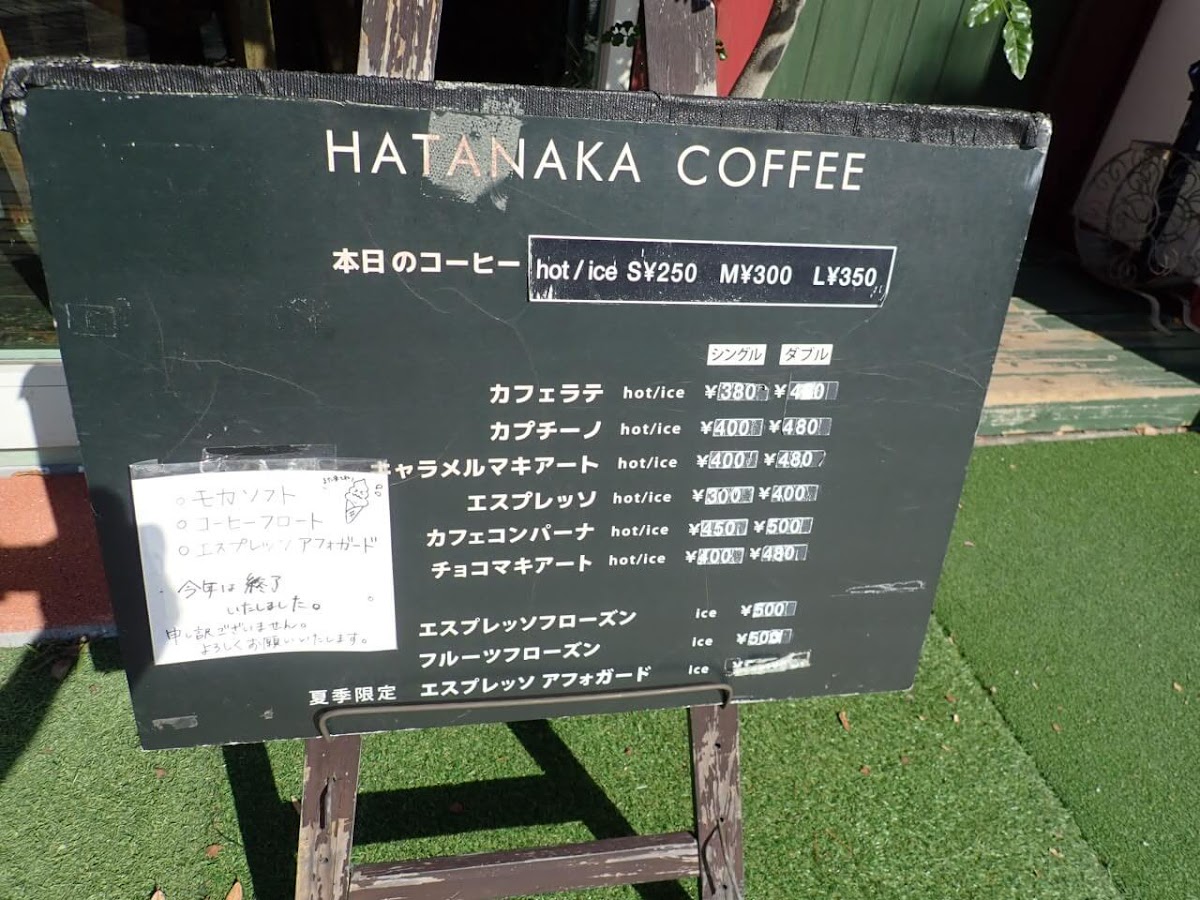 HATANAKA COFFEE
本日のコーヒー hot / ice S¥250 M¥300 L¥350
シングル ダブル
カフェラテ hot/ice ¥380 ¥
カプチーノ hot/ice ¥400 ¥480
キャラメルマキアート hot/ice ¥400 ¥480
エスプレッソ hot/ice ¥300 ¥400
カフェコンパーナ hot/ice ¥450 ¥500
チョコマキアート hot/ice ¥400 ¥480
エスプレッソフローズン ice ¥500
フルーツフローズン ice ¥500
夏季限定 エスプレッソ アフォガード ice
○モカソフト
○コーヒーフロート
○エスプレッソアフォガード
今年は終了
いたしました。
申し訳ございません。
よろしくお願いいたします。